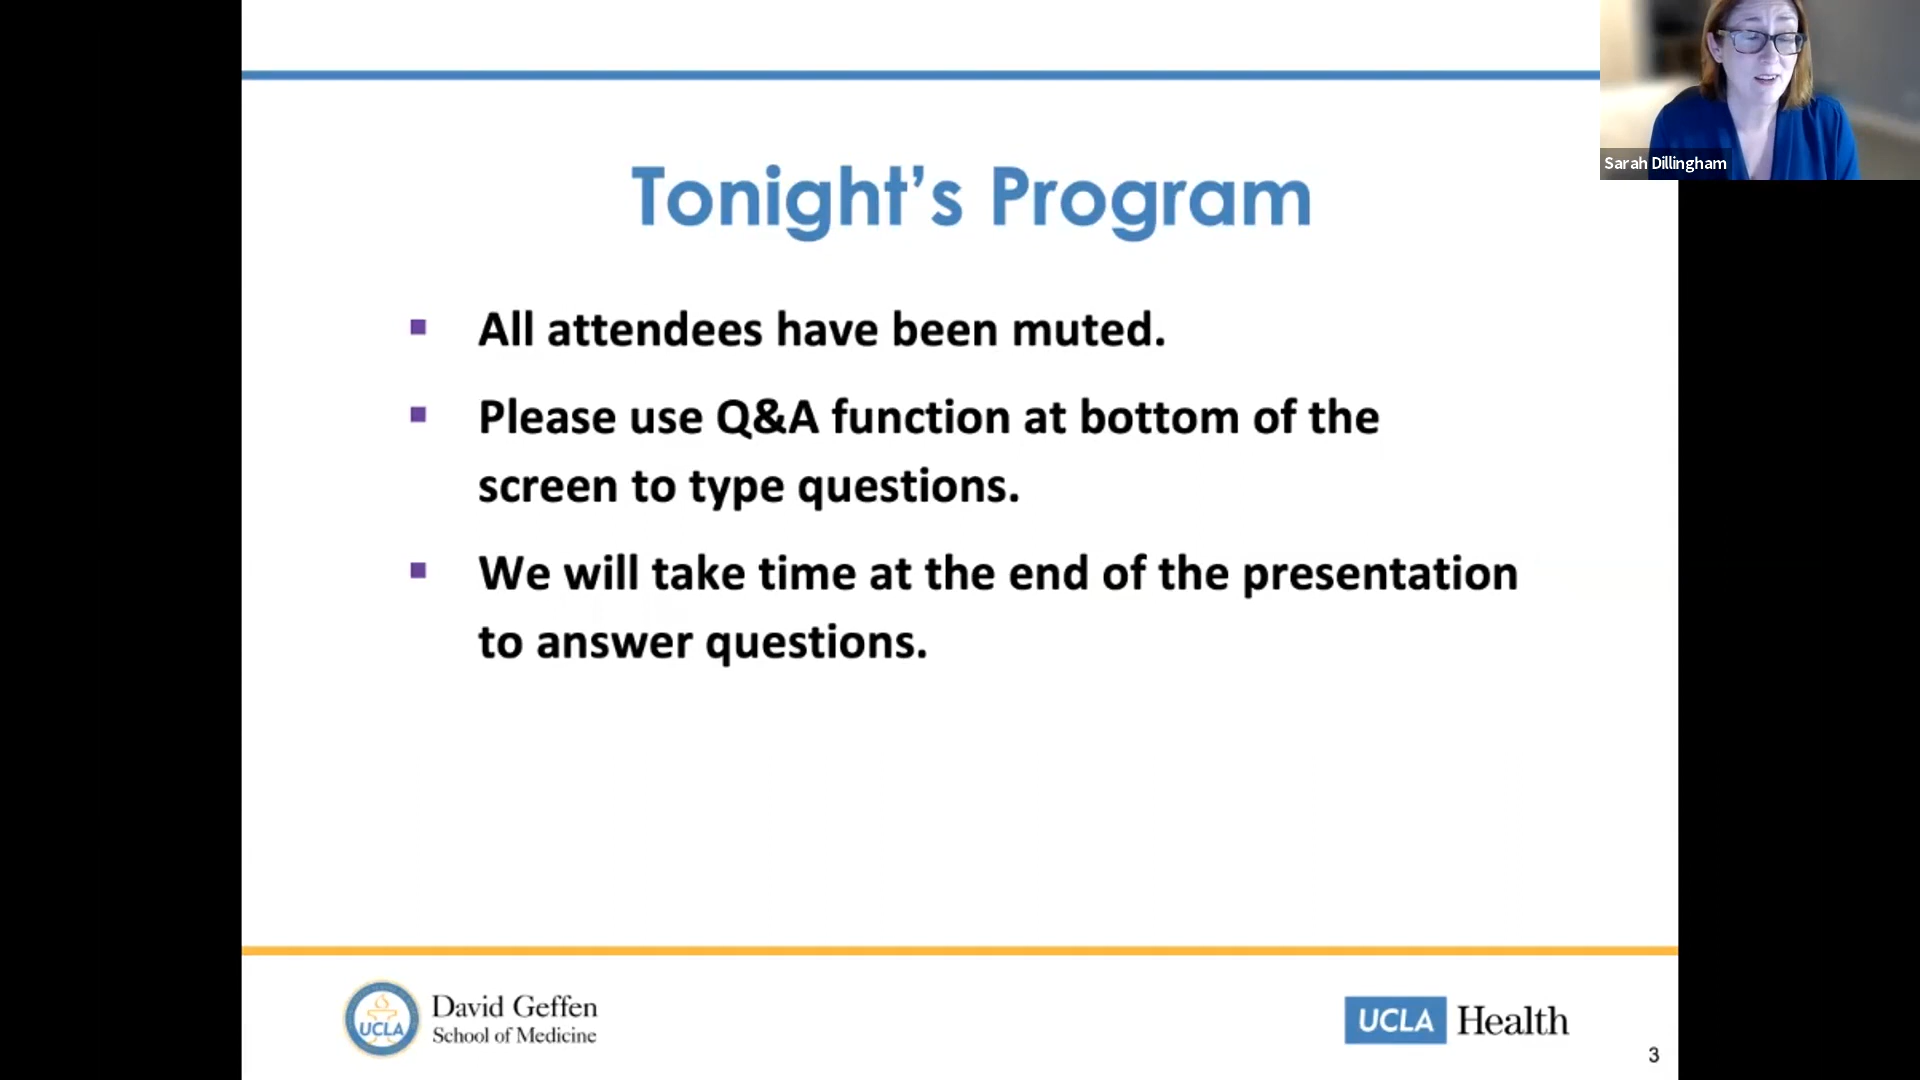 Sarah Dillingham
Tonight's Program
▪ All attendees have been muted.
▪ Please use Q&A function at bottom of the
screen to type questions.
▪ We will take time at the end of the presentation
to answer questions.
UCLA
David Geffen
School of Medicine
UCLA Health
3